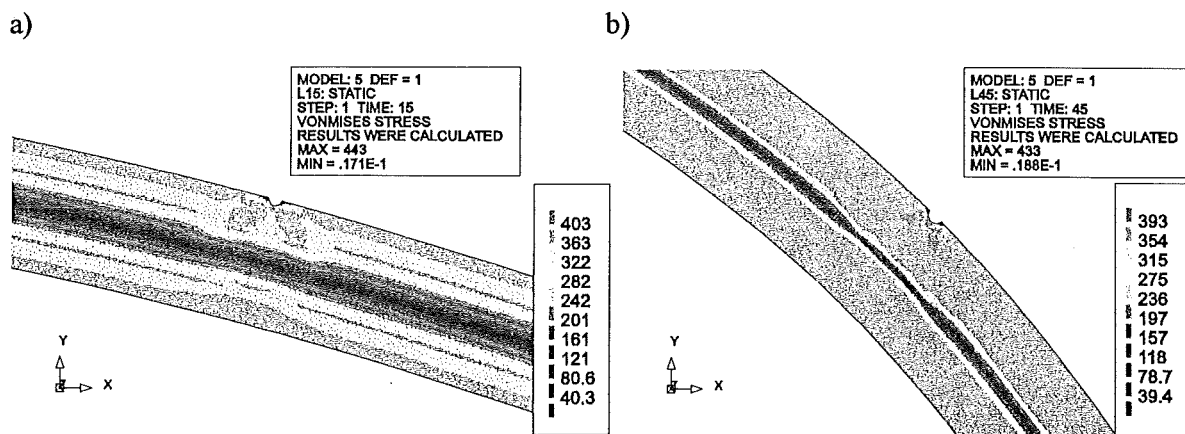 a)
MODEL: 5 DEF = 1
L15: STATIC
STEP: 1 TIME: 15
VONMISES STRESS
RESULTS WERE CALCULATED
MAX = 443
MIN = .171E-1
403
363
322
282
242
201
161
121
80.6
40.3
Y
Z X
b)
MODEL: 5 DEF = 1
L45: STATIC
STEP: 1 TIME: 45
VONMISES STRESS
RESULTS WERE CALCULATED
MAX = 433
MIN = .188E-1
393
354
315
275
236
197
157
118
78.7
39.4
Y
Z X